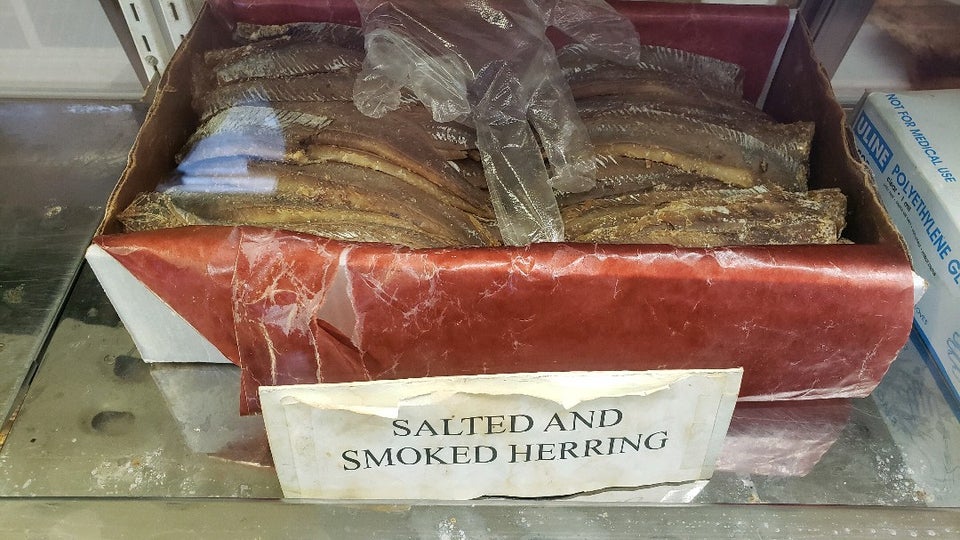 SALTED AND
SMOKED HERRING
NOT FOR MEDICAL USE
ULINE POLYETHYLENE GL